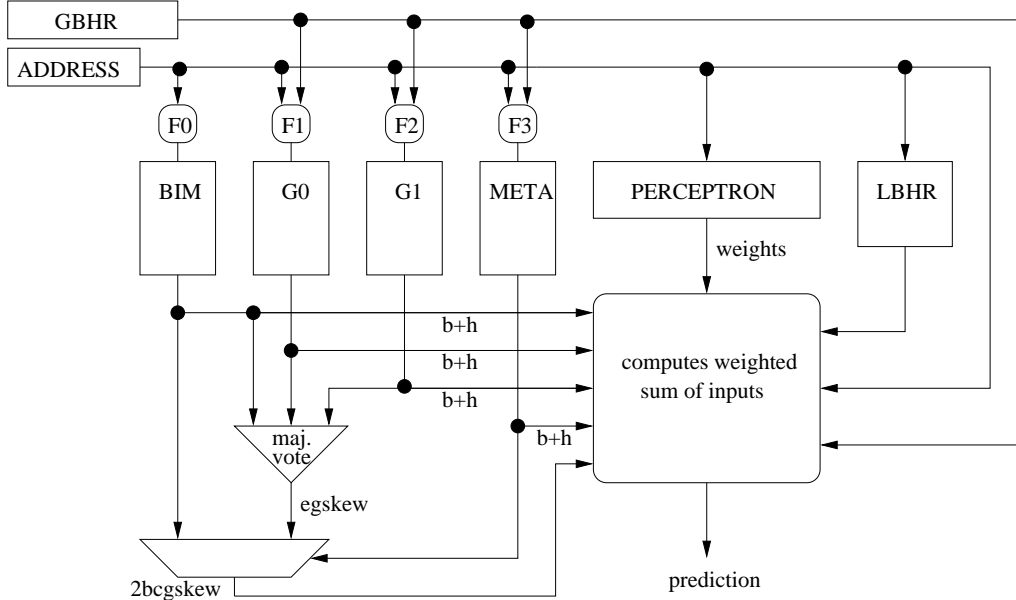 GBHR
ADDRESS
F0
F1
F2
F3
BIM
G0
G1
META
PERCEPTRON
LBHR
weights
b+h
b+h
b+h
b+h
computes weighted
sum of inputs
maj.
vote
egskew
2bcgskew
prediction